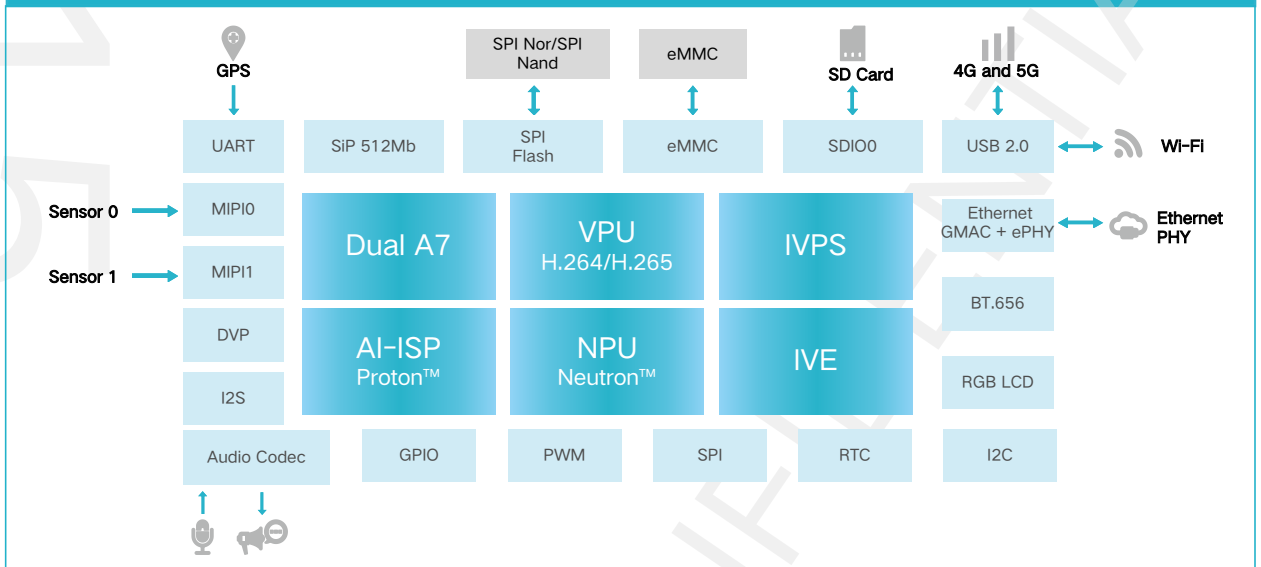 SPI Nor/SPI
Nand
eMMC
GPS
SD Card
4G and 5G
UART
SiP 512Mb
SPI
Flash
eMMC
SDIO0
USB 2.0
Wi-Fi
Sensor 0
MIPI0
Dual A7
VPU
H.264/H.265
IVPS
Ethernet
GMAC + ePHY
Ethernet
PHY
Sensor 1
MIPI1
BT.656
DVP
AI-ISP
Proton™
NPU
Neutron™
IVE
RGB LCD
I2S
Audio Codec
GPIO
PWM
SPI
RTC
I2C